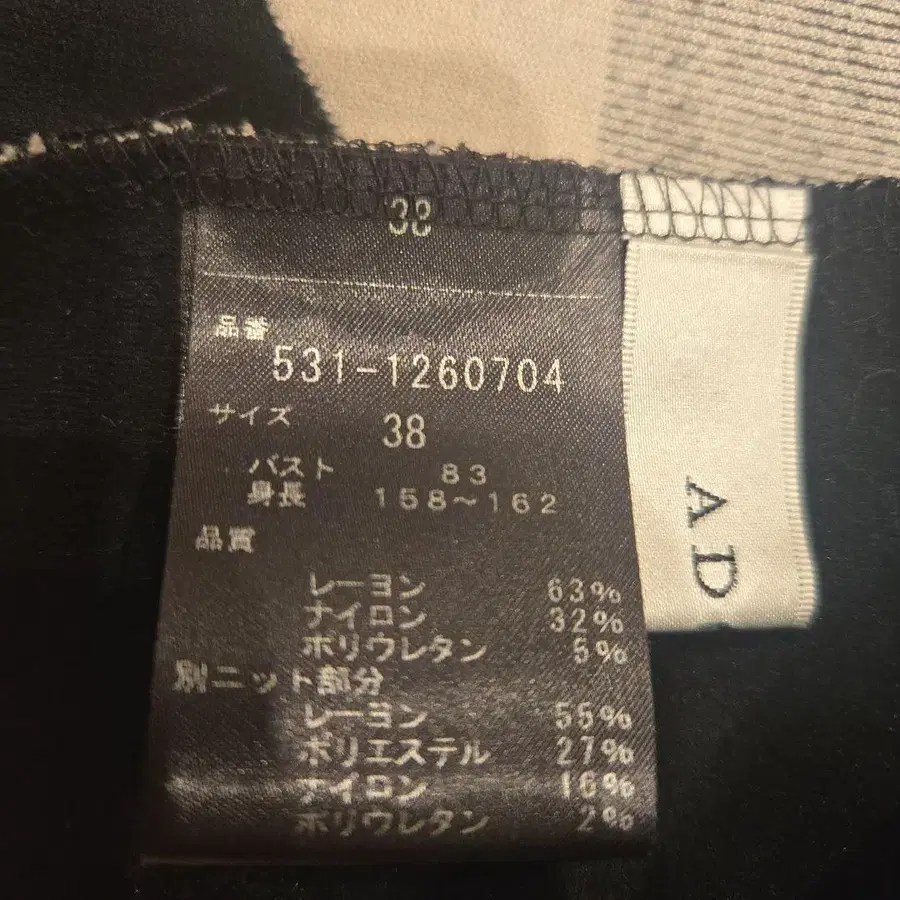 38
品番
531-1260704
サイズ 38
バスト 83
身長 158～162
品質
レーヨン 63%
ナイロン 32%
ポリウレタン 5%
別ニット部分
レーヨン 55%
ポリエステル 27%
ナイロン 16%
ポリウレタン 2%
AD